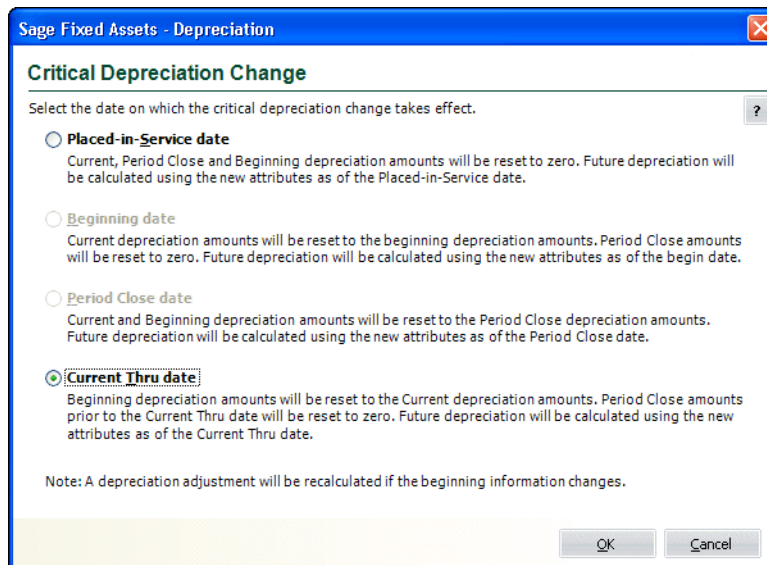 Sage Fixed Assets - Depreciation
Critical Depreciation Change
Select the date on which the critical depreciation change takes effect.
?
Placed-in-Service date
Current, Period Close and Beginning depreciation amounts will be reset to zero. Future depreciation will
be calculated using the new attributes as of the Placed-in-Service date.
Beginning date
Current depreciation amounts will be reset to the beginning depreciation amounts. Period Close amounts
will be reset to zero. Future depreciation will be calculated using the new attributes as of the begin date.
Period Close date
Current and Beginning depreciation amounts will be reset to the Period Close depreciation amounts.
Future depreciation will be calculated using the new attributes as of the Period Close date.
Current Thru date
Beginning depreciation amounts will be reset to the Current depreciation amounts. Period Close amounts
prior to the Current Thru date will be reset to zero. Future depreciation will be calculated using the new
attributes as of the Current Thru date.
Note: A depreciation adjustment will be recalculated if the beginning information changes.
OK
Cancel